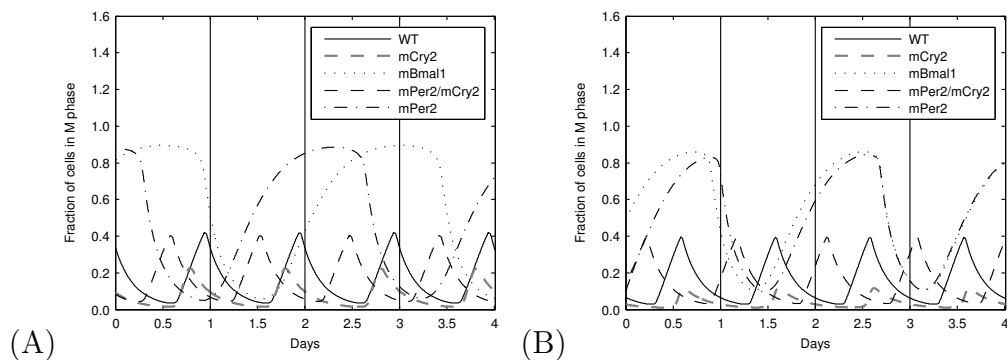 1.6
1.4
1.2
1.0
0.8
0.6
0.4
0.2
0.0
Fraction of cells in M phase
WT
mCry2
mBmal1
mPer2/mCry2
mPer2
0 0.5 1 1.5 2 2.5 3 3.5 4
Days
(A)
1.6
1.4
1.2
1.0
0.8
0.6
0.4
0.2
0.0
Fraction of cells in M phase
WT
mCry2
mBmal1
mPer2/mCry2
mPer2
0 0.5 1 1.5 2 2.5 3 3.5 4
Days
(B)